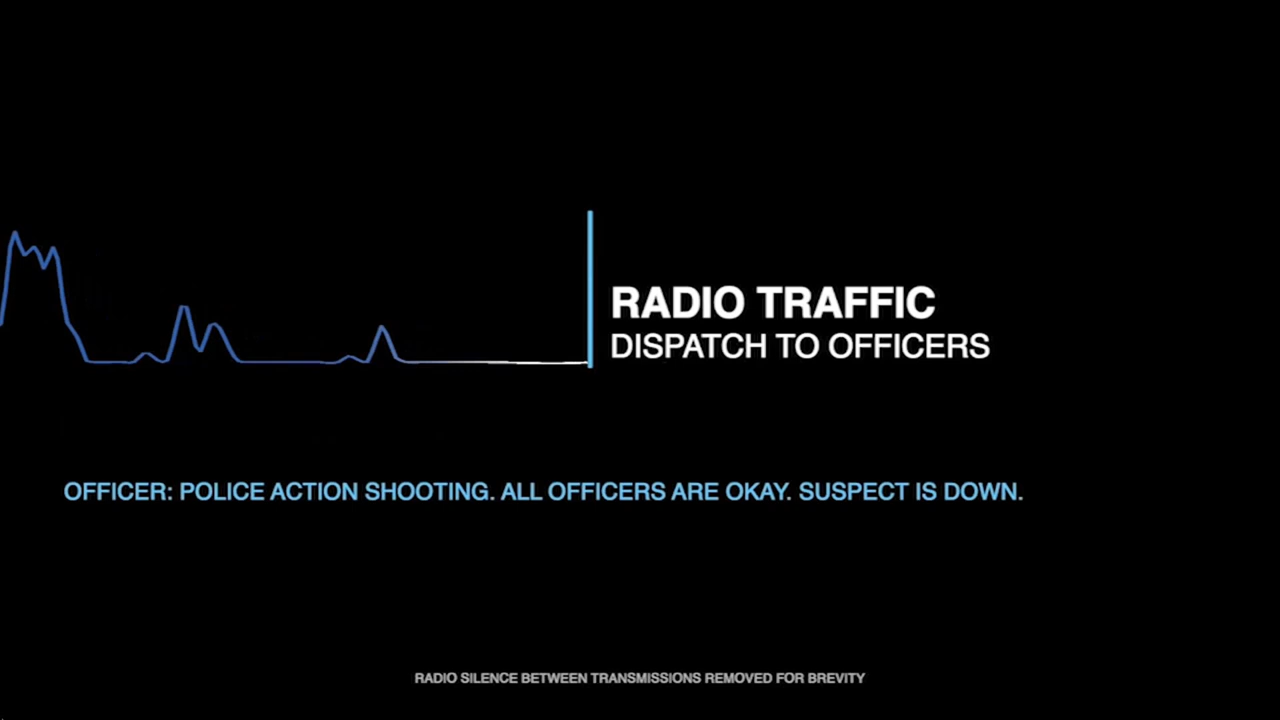 RADIO TRAFFIC
DISPATCH TO OFFICERS
OFFICER: POLICE ACTION SHOOTING. ALL OFFICERS ARE OKAY. SUSPECT IS DOWN.
RADIO SILENCE BETWEEN TRANSMISSIONS REMOVED FOR BREVITY